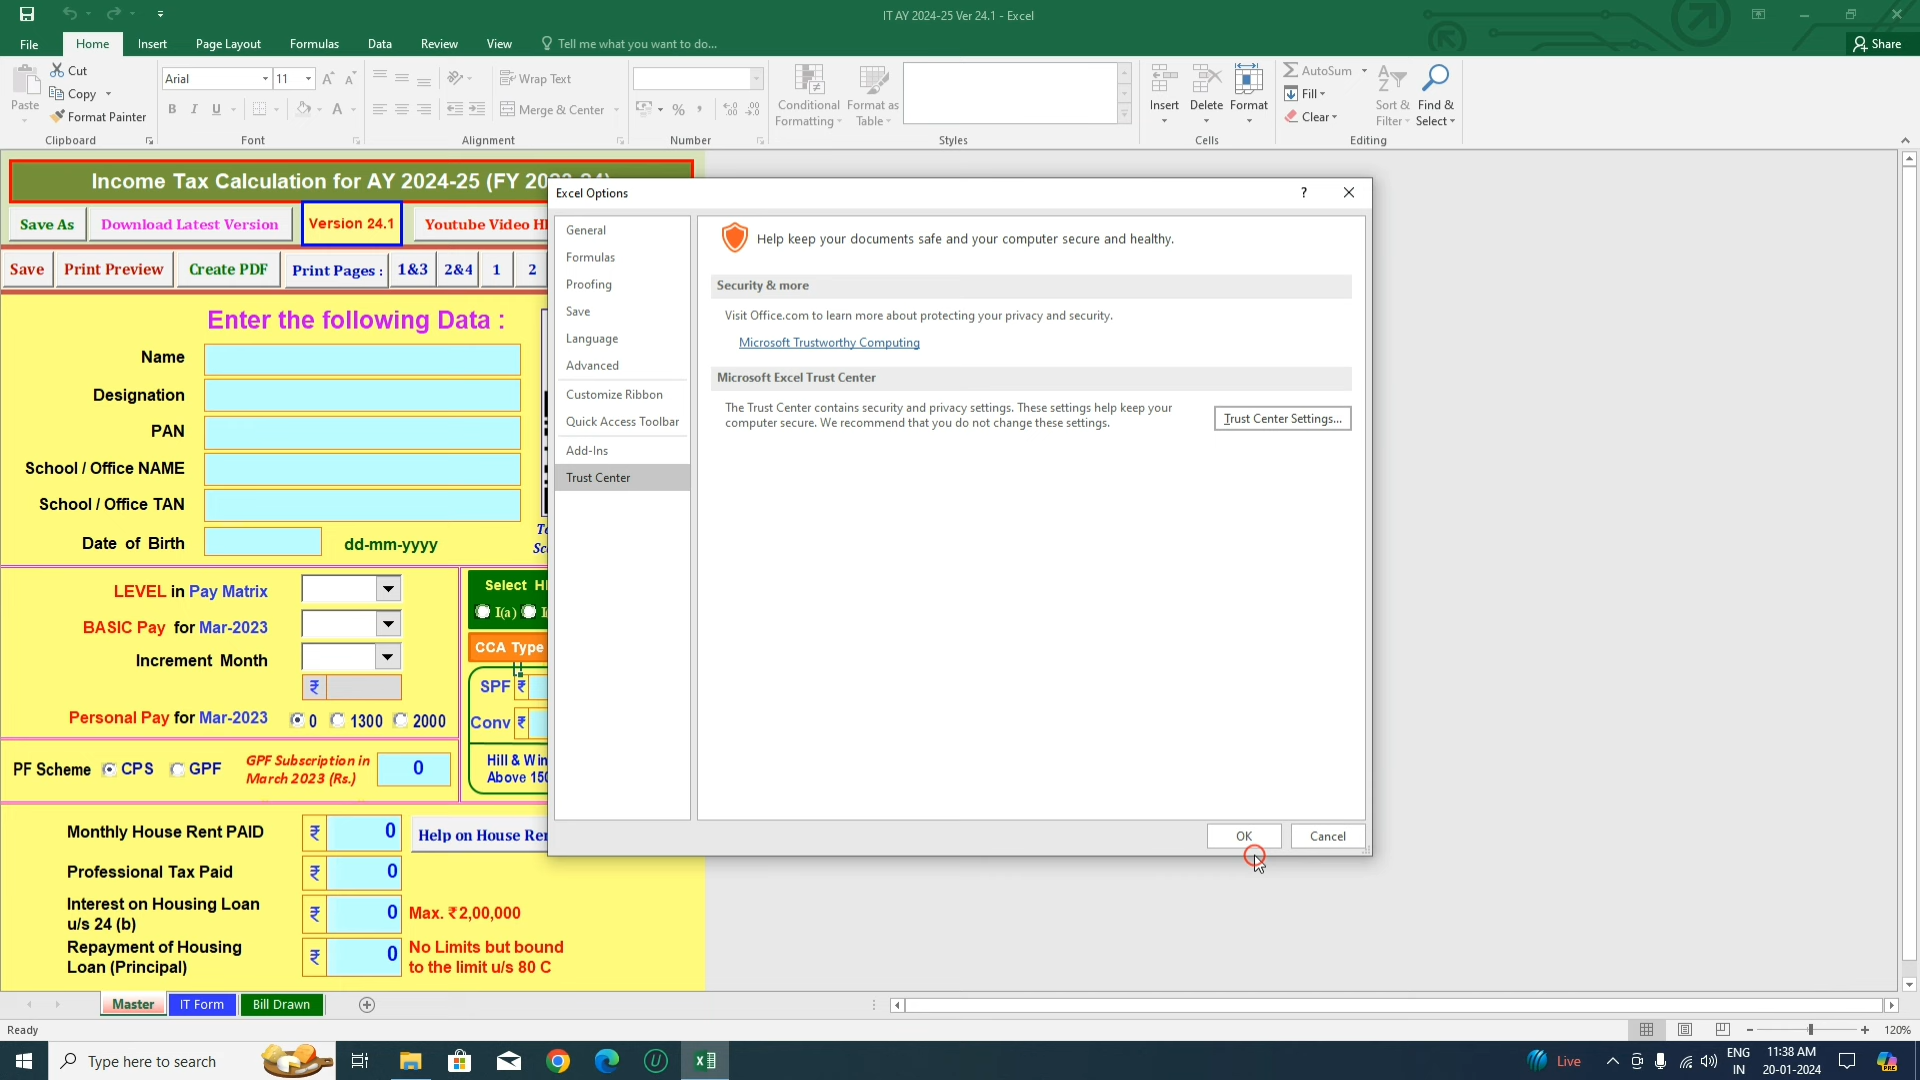 IT AY 2024-25 Ver 24.1 - Excel
File Home Insert Page Layout Formulas Data Review View Tell me what you want to do... Share
Paste
Cut
Copy
Format Painter
Clipboard
Arial 11
B I U
Font
Wrap Text
Merge & Center
Alignment
%
Number
Conditional Formatting
Format as Table
Styles
Insert Delete Format
Cells
AutoSum
Fill
Clear
Sort & Filter
Find & Select
Editing
Income Tax Calculation for AY 2024-25 (FY
Save As Download Latest Version Version 24.1 Youtube Video
Save Print Preview Create PDF Print Pages : 1&3 2&4 1 2
Enter the following Data :
Name
Designation
PAN
School / Office NAME
School / Office TAN
Date of Birth dd-mm-yyyy
LEVEL in Pay Matrix
BASIC Pay for Mar-2023
Increment Month
₹
Personal Pay for Mar-2023 0 1300 2000
PF Scheme CPS GPF GPF Subscription in March 2023 (Rs.) 0
Select
I(a)
CCA Type
SPF ₹
Conv ₹
Hill &
Above
Monthly House Rent PAID ₹ 0 Help on House
Professional Tax Paid ₹ 0
Interest on Housing Loan
u/s 24 (b) ₹ 0 Max. ₹2,00,000
Repayment of Housing
Loan (Principal) ₹ 0 No Limits but bound
to the limit u/s 80 C
Excel Options ?
General
Formulas
Proofing
Save
Language
Advanced
Customize Ribbon
Quick Access Toolbar
Add-Ins
Trust Center
Help keep your documents safe and your computer secure and healthy.
Security & more
Visit Office.com to learn more about protecting your privacy and security.
Microsoft Trustworthy Computing
Microsoft Excel Trust Center
The Trust Center contains security and privacy settings. These settings help keep your
computer secure. We recommend that you do not change these settings.
Trust Center Settings...
OK Cancel
Master IT Form Bill Drawn
Ready 120%
Type here to search Live ENG
IN
11:38 AM
20-01-2024